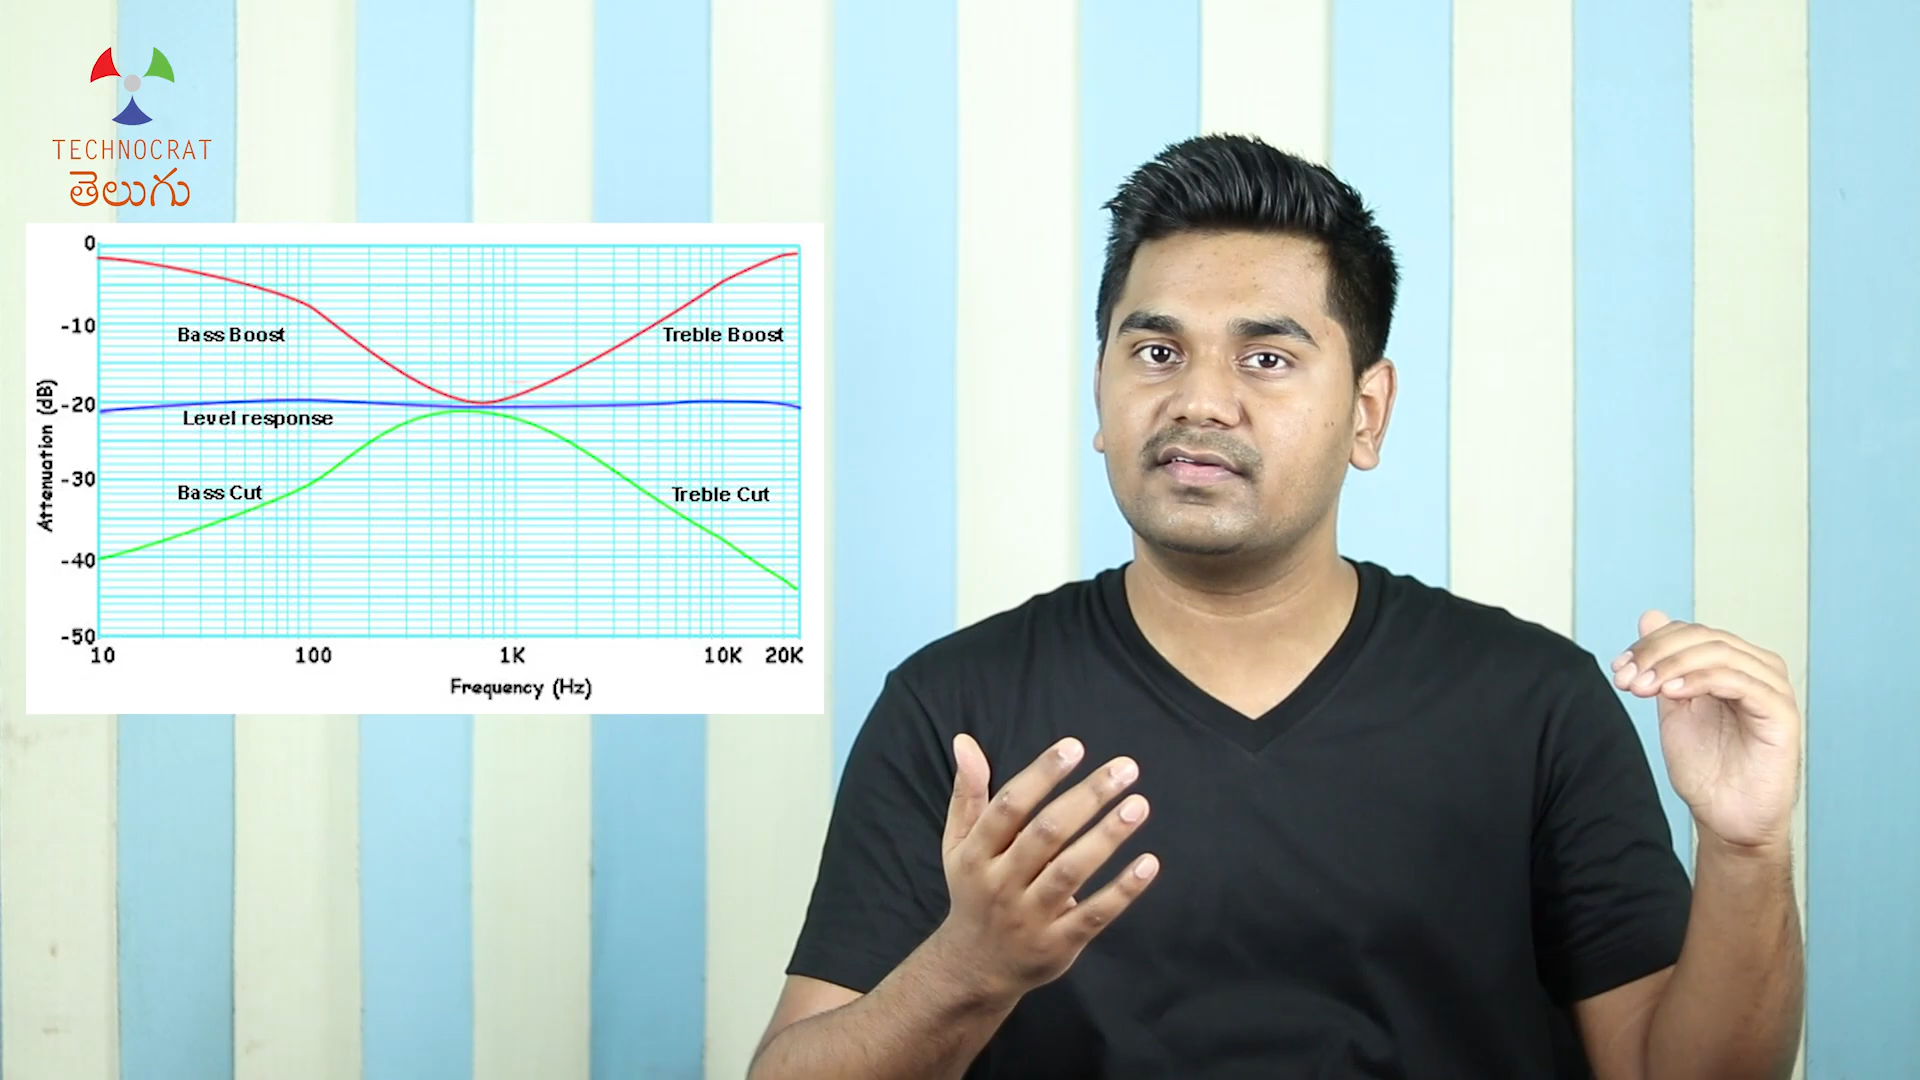 TECHNOCRAT
తెలుగు
0
-10
-20
-30
-40
-50
Attenuation (dB)
Bass Boost
Treble Boost
Level response
Bass Cut
Treble Cut
10 100 1K 10K 20K
Frequency (Hz)